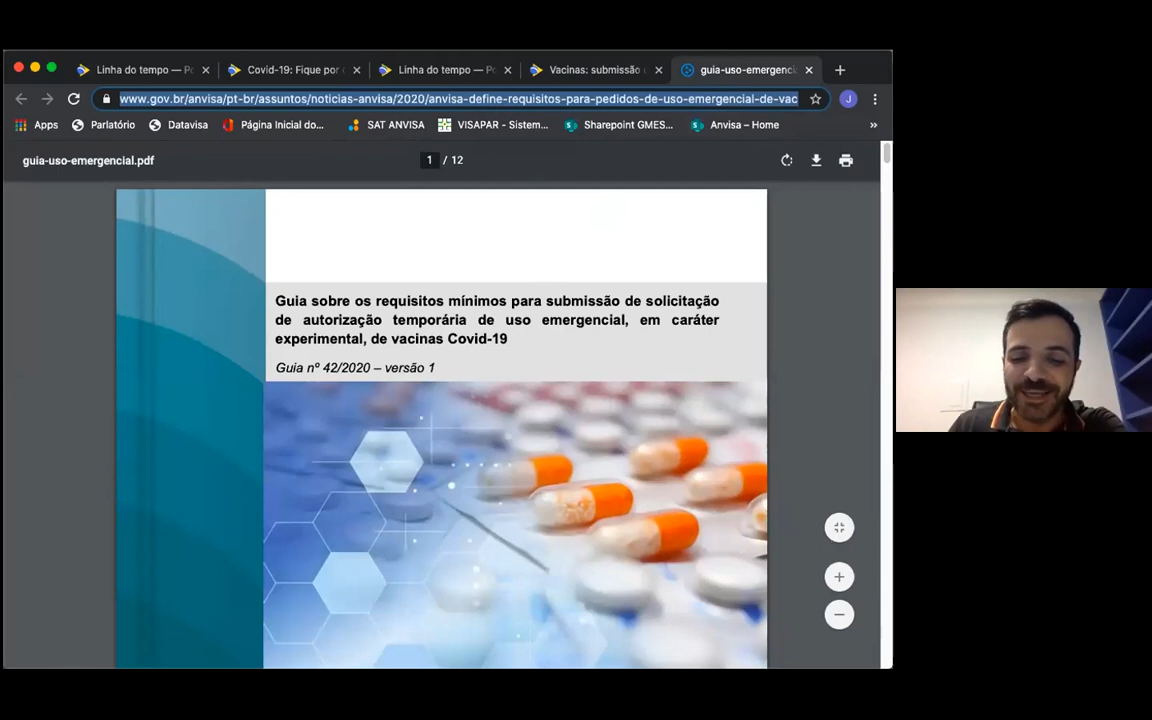 Linha do tempo — Po
Covid-19: Fique por
Linha do tempo — Po
Vacinas: submissão
guia-uso-emergenci
www.gov.br/anvisa/pt-br/assuntos/noticias-anvisa/2020/anvisa-define-requisitos-para-pedidos-de-uso-emergencial-de-vac
J
Apps
Parlatório
Datavisa
Página Inicial do...
SAT ANVISA
VISAPAR - Sistem...
Sharepoint GMES...
Anvisa – Home
»
guia-uso-emergencial.pdf
1 / 12
Guia sobre os requisitos mínimos para submissão de solicitação
de autorização temporária de uso emergencial, em caráter
experimental, de vacinas Covid-19
Guia nº 42/2020 – versão 1